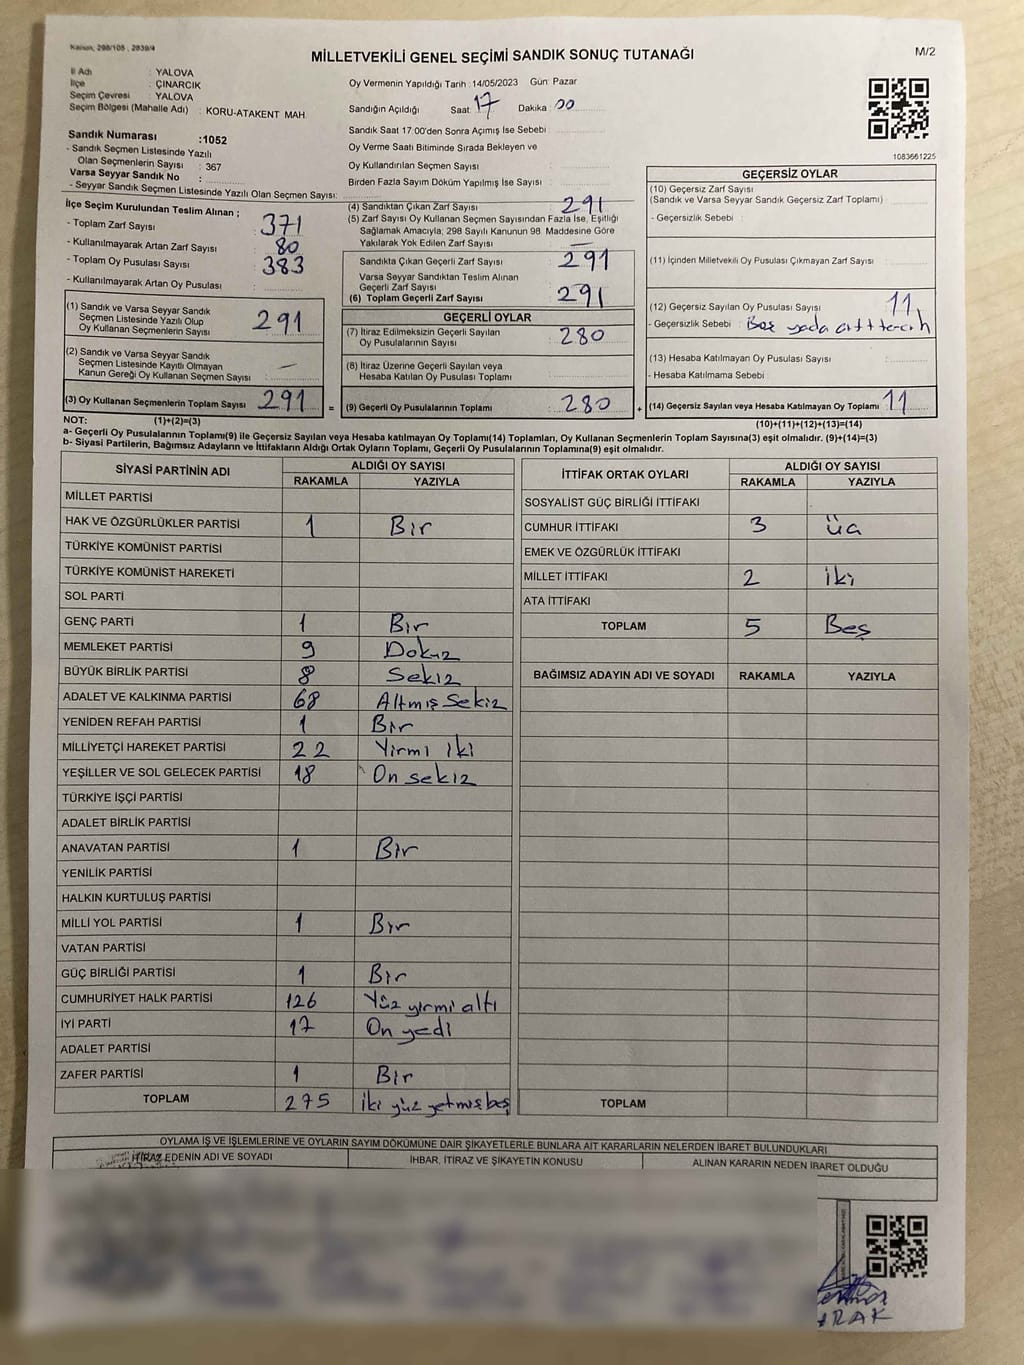 Kanun, 298/105 , 2839/4
MİLLETVEKİLİ GENEL SEÇİMİ SANDIK SONUÇ TUTANAĞI
M/2
İl Adı : YALOVA
İlçe : ÇINARCIK
Seçim Çevresi : YALOVA
Seçim Bölgesi (Mahalle Adı) : KORU-ATAKENT MAH.
Sandık Numarası :1052
- Sandık Seçmen Listesinde Yazılı
Olan Seçmenlerin Sayısı : 367
Varsa Seyyar Sandık No :
- Seyyar Sandık Seçmen Listesinde Yazılı Olan Seçmen Sayısı:
Oy Vermenin Yapıldığı Tarih : 14/05/2023 Gün: Pazar
Sandığın Açıldığı Saat: 17 Dakika : 00
Sandık Saat 17:00'den Sonra Açımış İse Sebebi :
Oy Verme Saati Bitiminde Sırada Bekleyen ve
Oy Kullandırılan Seçmen Sayısı :
Birden Fazla Sayım Döküm Yapılmış İse Sayısı :
1083661225
İlçe Seçim Kurulundan Teslim Alınan ;
- Toplam Zarf Sayısı : 371
- Kullanılmayarak Artan Zarf Sayısı : 80
- Toplam Oy Pusulası Sayısı : 383
- Kullanılmayarak Artan Oy Pusulası :
(1) Sandık ve Varsa Seyyar Sandık
Seçmen Listesinde Yazılı Olup
Oy Kullanan Seçmenlerin Sayısı : 291
(2) Sandık ve Varsa Seyyar Sandık
Seçmen Listesinde Kayıtlı Olmayan
Kanun Gereği Oy Kullanan Seçmen Sayısı : —
(3) Oy Kullanan Seçmenlerin Toplam Sayısı : 291 =
(4) Sandıktan Çıkan Zarf Sayısı : 291
(5) Zarf Sayısı Oy Kullanan Seçmen Sayısından Fazla İse, Eşitliği
Sağlamak Amacıyla; 298 Sayılı Kanunun 98. Maddesine Göre
Yakılarak Yok Edilen Zarf Sayısı : —
Sandıkta Çıkan Geçerli Zarf Sayısı : 291
Varsa Seyyar Sandıktan Teslim Alınan
Geçerli Zarf Sayısı :
(6) Toplam Geçerli Zarf Sayısı : 291
GEÇERLİ OYLAR
(7) İtiraz Edilmeksizin Geçerli Sayılan
Oy Pusulalarının Sayısı : 280
(8) İtiraz Üzerine Geçerli Sayılan veya
Hesaba Katılan Oy Pusulası Toplamı :
(9) Geçerli Oy Pusulalarının Toplamı : 280 +
GEÇERSİZ OYLAR
(10) Geçersiz Zarf Sayısı
(Sandık ve Varsa Seyyar Sandık Geçersiz Zarf Toplamı) :
- Geçersizlik Sebebi :
(11) İçinden Milletvekili Oy Pusulası Çıkmayan Zarf Sayısı :
(12) Geçersiz Sayılan Oy Pusulası Sayısı : 11
- Geçersizlik Sebebi : Boş yada çift tercih
(13) Hesaba Katılmayan Oy Pusulası Sayısı :
- Hesaba Katılmama Sebebi :
(14) Geçersiz Sayılan veya Hesaba Katılmayan Oy Toplamı : 11
NOT: (1)+(2)=(3)
(10)+(11)+(12)+(13)=(14)
a- Geçerli Oy Pusulalarının Toplamı(9) ile Geçersiz Sayılan veya Hesaba katılmayan Oy Toplamı(14) Toplamları, Oy Kullanan Seçmenlerin Toplam Sayısına(3) eşit olmalıdır. (9)+(14)=(3)
b- Siyasi Partilerin, Bağımsız Adayların ve İttifakların Aldığı Ortak Oyların Toplamı, Geçerli Oy Pusulalarının Toplamına(9) eşit olmalıdır.
SİYASİ PARTİNİN ADI ALDIĞI OY SAYISI
RAKAMLA YAZIYLA
MİLLET PARTİSİ
HAK VE ÖZGÜRLÜKLER PARTİSİ 1 Bir
TÜRKİYE KOMÜNİST PARTİSİ
TÜRKİYE KOMÜNİST HAREKETİ
SOL PARTİ
GENÇ PARTİ 1 Bir
MEMLEKET PARTİSİ 9 Dokuz
BÜYÜK BİRLİK PARTİSİ 8 Sekiz
ADALET VE KALKINMA PARTİSİ 68 Altmış Sekiz
YENİDEN REFAH PARTİSİ 1 Bir
MİLLİYETÇİ HAREKET PARTİSİ 22 Yirmi iki
YEŞİLLER VE SOL GELECEK PARTİSİ 18 On sekiz
TÜRKİYE İŞÇİ PARTİSİ
ADALET BİRLİK PARTİSİ
ANAVATAN PARTİSİ 1 Bir
YENİLİK PARTİSİ
HALKIN KURTULUŞ PARTİSİ
MİLLİ YOL PARTİSİ 1 Bir
VATAN PARTİSİ
GÜÇ BİRLİĞİ PARTİSİ 1 Bir
CUMHURİYET HALK PARTİSİ 126 Yüz yirmi altı
İYİ PARTİ 17 On yedi
ADALET PARTİSİ
ZAFER PARTİSİ 1 Bir
TOPLAM 275 İki yüz yetmiş beş
İTTİFAK ORTAK OYLARI ALDIĞI OY SAYISI
RAKAMLA YAZIYLA
SOSYALİST GÜÇ BİRLİĞİ İTTİFAKI
CUMHUR İTTİFAKI 3 üç
EMEK VE ÖZGÜRLÜK İTTİFAKI
MİLLET İTTİFAKI 2 iki
ATA İTTİFAKI
TOPLAM 5 Beş
BAĞIMSIZ ADAYIN ADI VE SOYADI RAKAMLA YAZIYLA
TOPLAM
OYLAMA İŞ VE İŞLEMLERİNE VE OYLARIN SAYIM DÖKÜMÜNE DAİR ŞİKAYETLERLE BUNLARA AİT KARARLARIN NELERDEN İBARET BULUNDUKLARI
İTİRAZ EDENİN ADI VE SOYADI İHBAR, İTİRAZ VE ŞİKAYETİN KONUSU ALINAN KARARIN NEDEN İBARET OLDUĞU